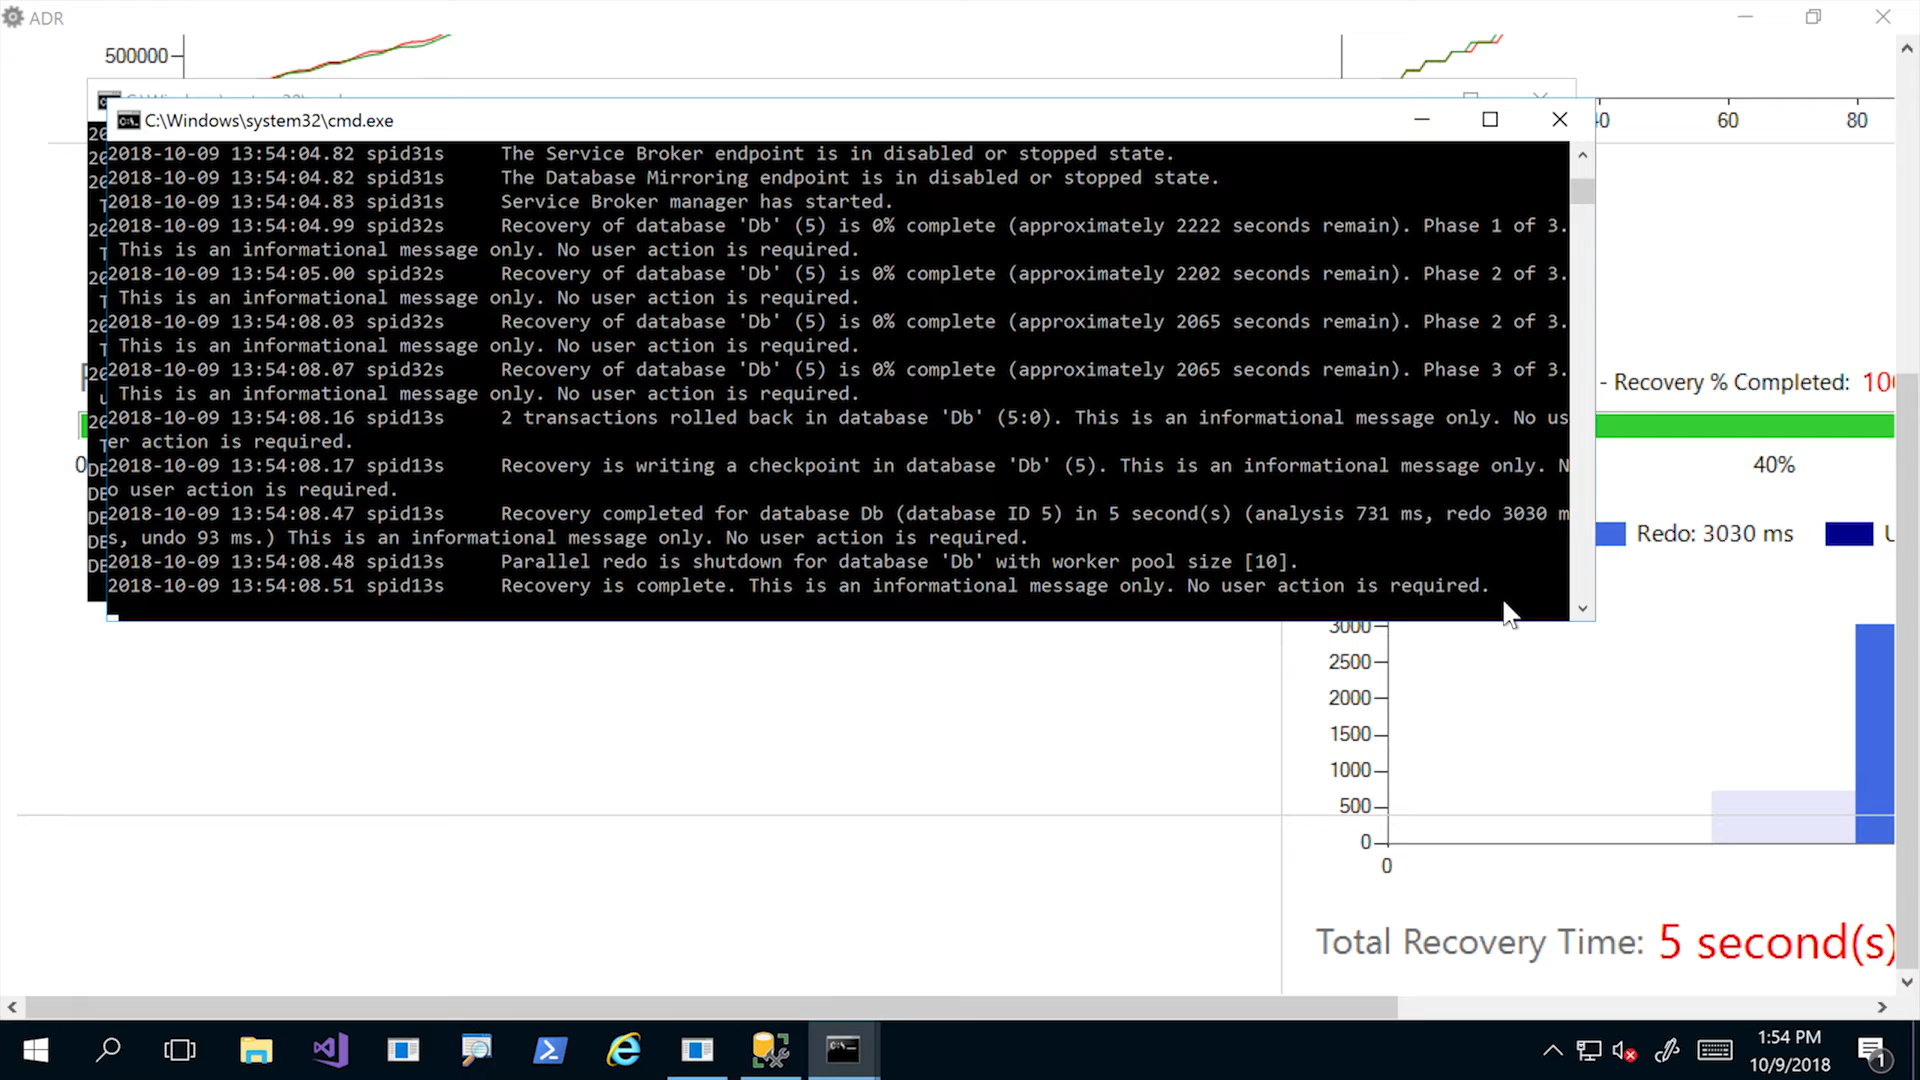 ADR
500000
40
60
80
C:\Windows\system32\cmd.exe
2018-10-09 13:54:04.82 spid31s The Service Broker endpoint is in disabled or stopped state.
2018-10-09 13:54:04.82 spid31s The Database Mirroring endpoint is in disabled or stopped state.
2018-10-09 13:54:04.83 spid31s Service Broker manager has started.
2018-10-09 13:54:04.99 spid32s Recovery of database 'Db' (5) is 0% complete (approximately 2222 seconds remain). Phase 1 of 3.
This is an informational message only. No user action is required.
2018-10-09 13:54:05.00 spid32s Recovery of database 'Db' (5) is 0% complete (approximately 2202 seconds remain). Phase 2 of 3.
This is an informational message only. No user action is required.
2018-10-09 13:54:08.03 spid32s Recovery of database 'Db' (5) is 0% complete (approximately 2065 seconds remain). Phase 2 of 3.
This is an informational message only. No user action is required.
2018-10-09 13:54:08.07 spid32s Recovery of database 'Db' (5) is 0% complete (approximately 2065 seconds remain). Phase 3 of 3.
This is an informational message only. No user action is required.
2018-10-09 13:54:08.16 spid13s 2 transactions rolled back in database 'Db' (5:0). This is an informational message only. No us
er action is required.
2018-10-09 13:54:08.17 spid13s Recovery is writing a checkpoint in database 'Db' (5). This is an informational message only. N
o user action is required.
2018-10-09 13:54:08.47 spid13s Recovery completed for database Db (database ID 5) in 5 second(s) (analysis 731 ms, redo 3030 m
s, undo 93 ms.) This is an informational message only. No user action is required.
2018-10-09 13:54:08.48 spid13s Parallel redo is shutdown for database 'Db' with worker pool size [10].
2018-10-09 13:54:08.51 spid13s Recovery is complete. This is an informational message only. No user action is required.
- Recovery % Completed: 100
0
40%
Redo: 3030 ms
3000
2500
2000
1500
1000
500
0
0
Total Recovery Time: 5 second(s)
1:54 PM
10/9/2018
1